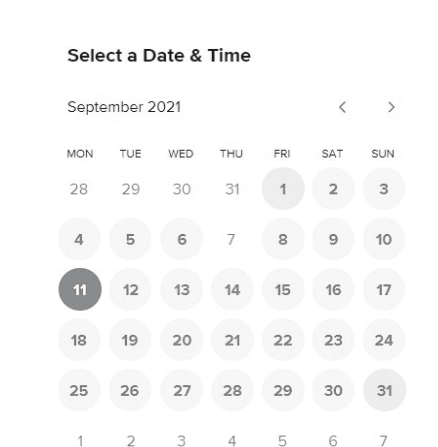 Select a Date & Time
September 2021 < >
MON TUE WED THU FRI SAT SUN
28 29 30 31 1 2 3
4 5 6 7 8 9 10
11 12 13 14 15 16 17
18 19 20 21 22 23 24
25 26 27 28 29 30 31
1 2 3 4 5 6 7